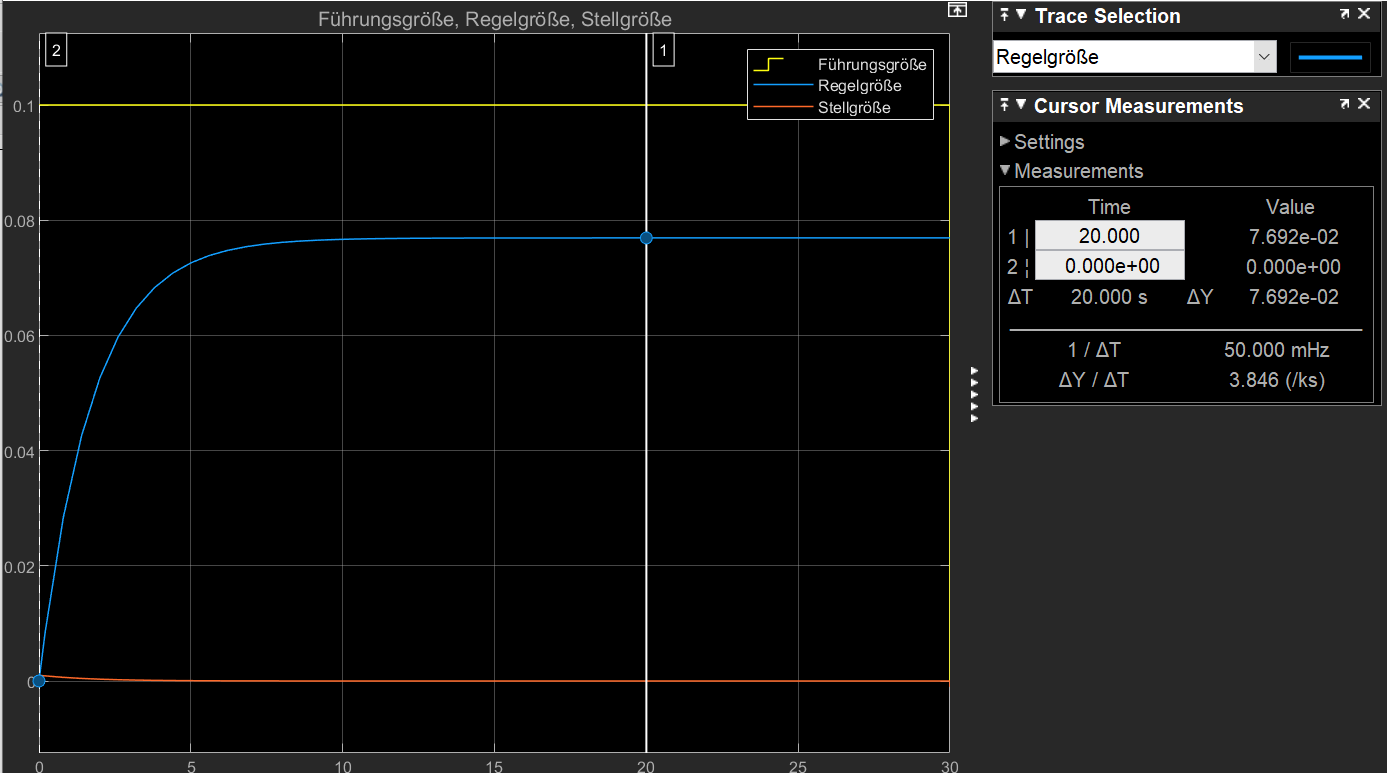 Führungsgröße, Regelgröße, Stellgröße
2
1
Führungsgröße
Regelgröße
Stellgröße
0.1
0.08
0.06
0.04
0.02
0
0 5 10 15 20 25 30
Trace Selection
Regelgröße
Cursor Measurements
Settings
Measurements
Time Value
1 | 20.000 7.692e-02
2 ¦ 0.000e+00 0.000e+00
ΔT 20.000 s ΔY 7.692e-02
1 / ΔT 50.000 mHz
ΔY / ΔT 3.846 (/ks)